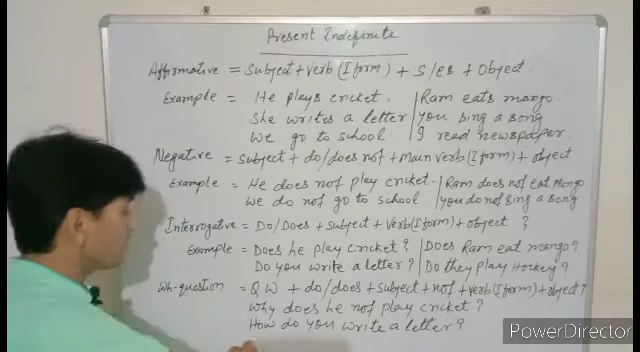 Present Indefinite
Affirmative = Subject + Verb (I form) + s/es + Object.
Example = He plays cricket. | Ram eats mango.
She writes a letter | you sing a song
We go to school. | I read newspaper.
Negative = Subject + do/does not + Main verb (I form) + object
Example = He does not play cricket. | Ram does not eat Mango
We do not go to school | you do not sing a song
Interrogative = Do/Does + subject + verb (I form) + object ?
Example = Does he play cricket? | Does Ram eat mango?
Do you write a letter? | Do they play Hockey?
Wh-question = QW + do/does + subject + not + verb (I form) + object?
Why does he not play cricket?
How do you write a letter?
PowerDirector